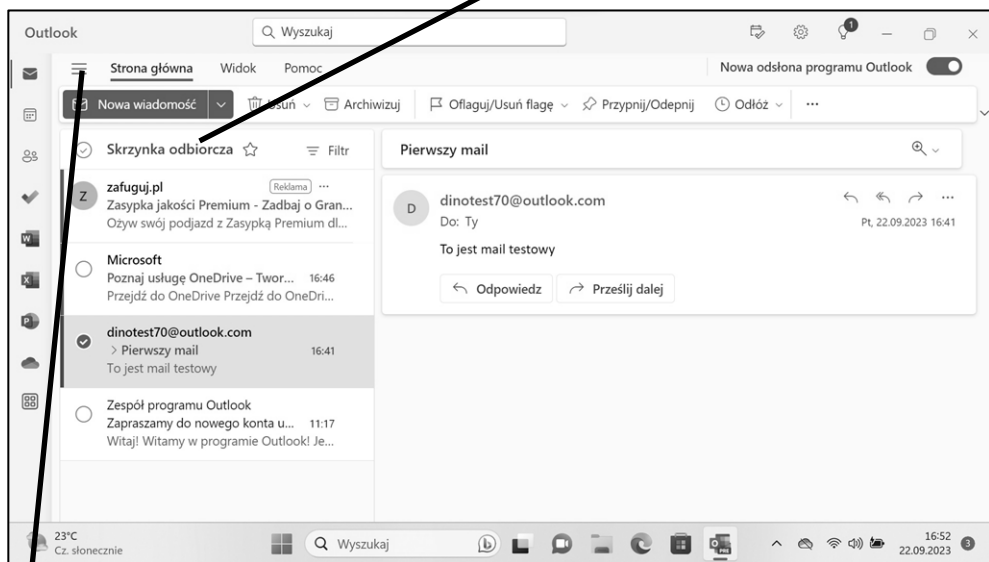 Outlook
Wyszukaj
1
Strona główna Widok Pomoc
Nowa odsłona programu Outlook
Nowa wiadomość Usuń Archiwizuj Oflaguj/Usuń flagę Przypnij/Odepnij Odłóż ...
Skrzynka odbiorcza Filtr
Pierwszy mail
Z
zafuguj.pl Reklama ...
Zasypka jakości Premium - Zadbaj o Gran...
Ożyw swój podjazd z Zasypką Premium dl...
Microsoft
Poznaj usługę OneDrive – Twor... 16:46
Przejdź do OneDrive Przejdź do OneDri...
dinotest70@outlook.com
> Pierwszy mail 16:41
To jest mail testowy
Zespół programu Outlook
Zapraszamy do nowego konta u... 11:17
Witaj! Witamy w programie Outlook! Je...
D
dinotest70@outlook.com
Do: Ty
Pt, 22.09.2023 16:41
To jest mail testowy
Odpowiedz Prześlij dalej
23°C
Cz. słonecznie
Wyszukaj
16:52
22.09.2023
3